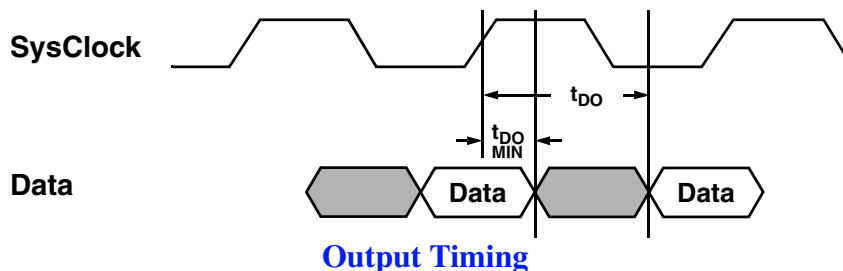 SysClock
tDO
tDO
MIN
Data
Data
Data
Output Timing